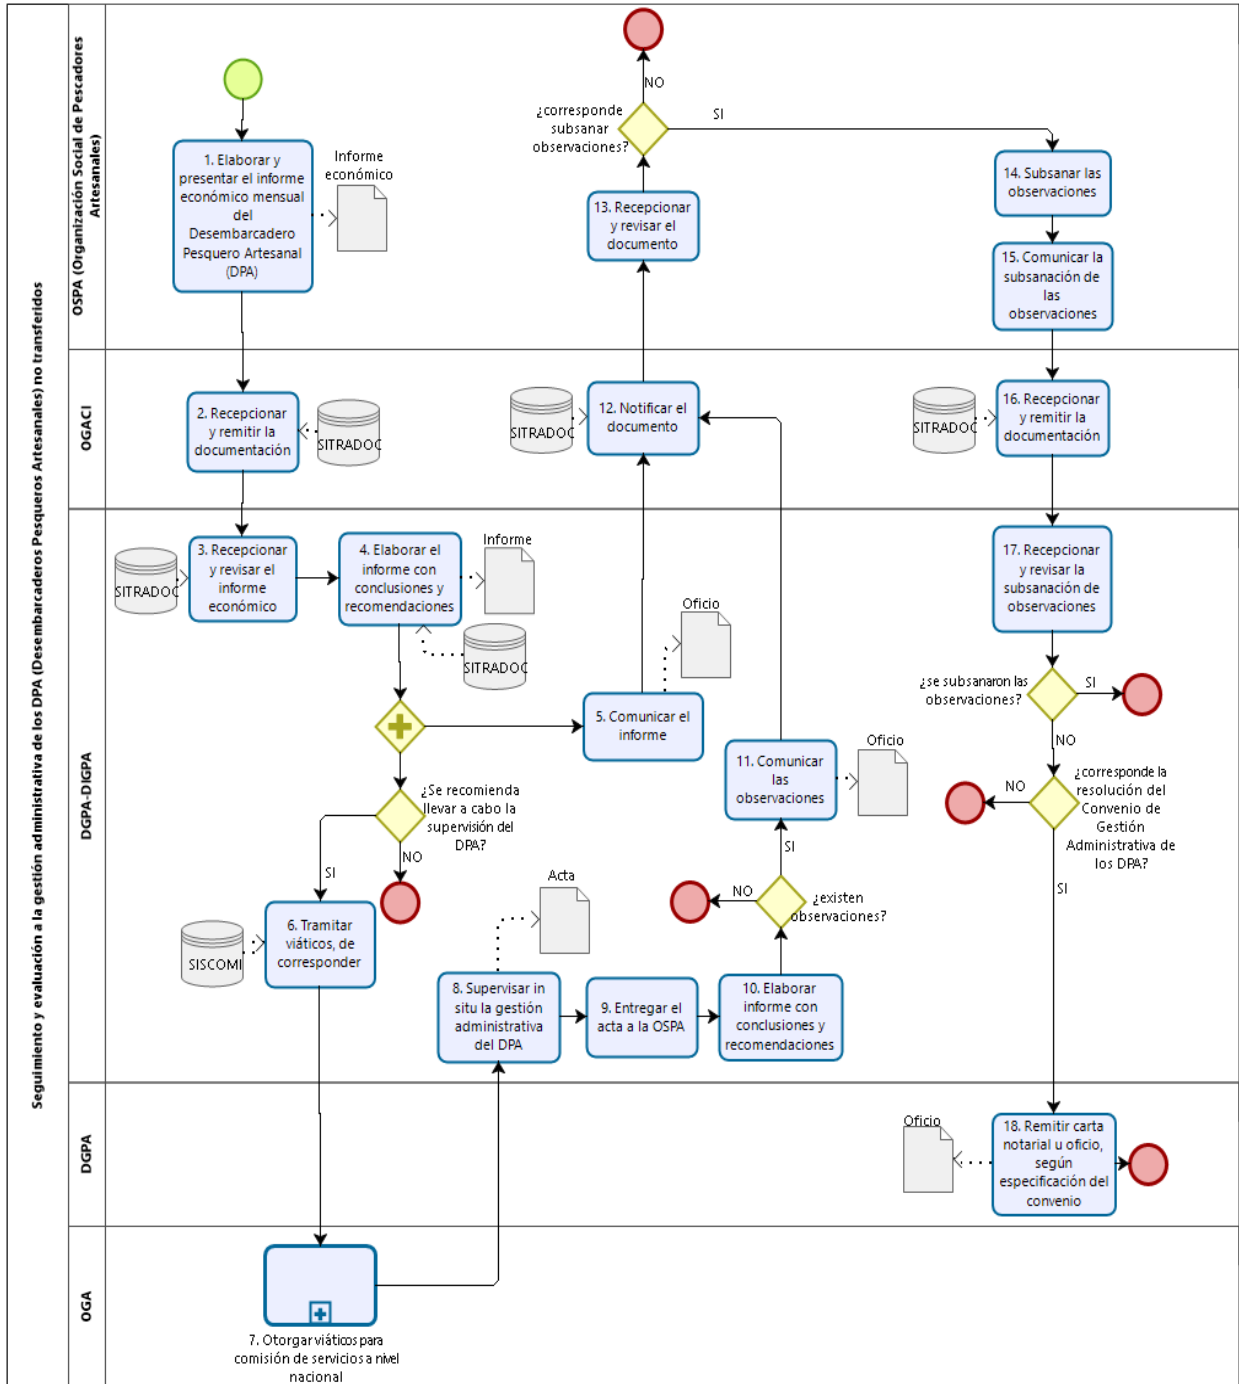 Seguimiento y evaluación a la gestión administrativa de los DPA (Desembarcaderos Pesqueros Artesanales) no transferidos
OSPA (Organización Social de Pescadores
Artesanales)
1. Elaborar y
presentar el informe
económico mensual
del
Desembarcadero
Pesquero Artesanal
(DPA)
Informe
económico
¿corresponde
subsanar
observaciones?
NO
SI
13. Recepcionar
y revisar el
documento
14. Subsanar las
observaciones
15. Comunicar la
subsanación de
las
observaciones
OGACI
2. Recepcionar
y remitir la
documentación
SITRADOC
SITRADOC
12. Notificar el
documento
SITRADOC
16. Recepcionar
y remitir la
documentación
DGPA-DIGPA
SITRADOC
3. Recepcionar
y revisar el
informe
económico
4. Elaborar el
informe con
conclusiones y
recomendaciones
Informe
SITRADOC
Oficio
5. Comunicar el
informe
¿Se recomienda
llevar a cabo la
supervisión del
DPA?
SI
NO
SISCOMI
6. Tramitar
viáticos, de
corresponder
Acta
8. Supervisar in
situ la gestión
administrativa
del DPA
9. Entregar el
acta a la OSPA
10. Elaborar
informe con
conclusiones y
recomendaciones
¿existen
observaciones?
NO
SI
11. Comunicar
las
observaciones
Oficio
17. Recepcionar
y revisar la
subsanación de
observaciones
¿se subsanaron las
observaciones?
SI
NO
¿corresponde la
resolución del
Convenio de
Gestión
Administrativa de
los DPA?
NO
SI
DGPA
Oficio
18. Remitir carta
notarial u oficio,
según
especificación del
convenio
OGA
7. Otorgar viáticos para
comisión de servicios a nivel
nacional